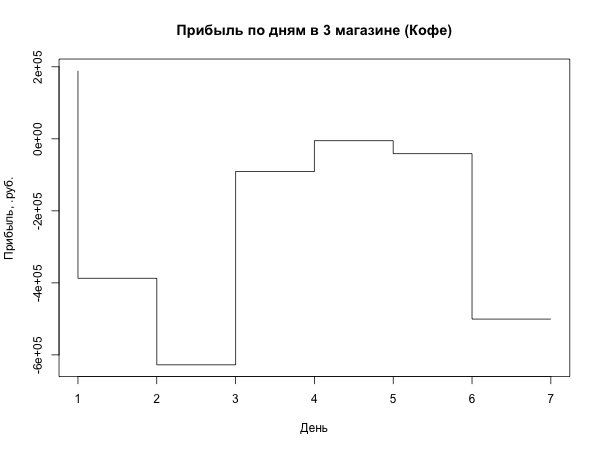 Прибыль по дням в 3 магазине (Кофе)
Прибыль, .руб.
2e+05
0e+00
-2e+05
-4e+05
-6e+05
1 2 3 4 5 6 7
День